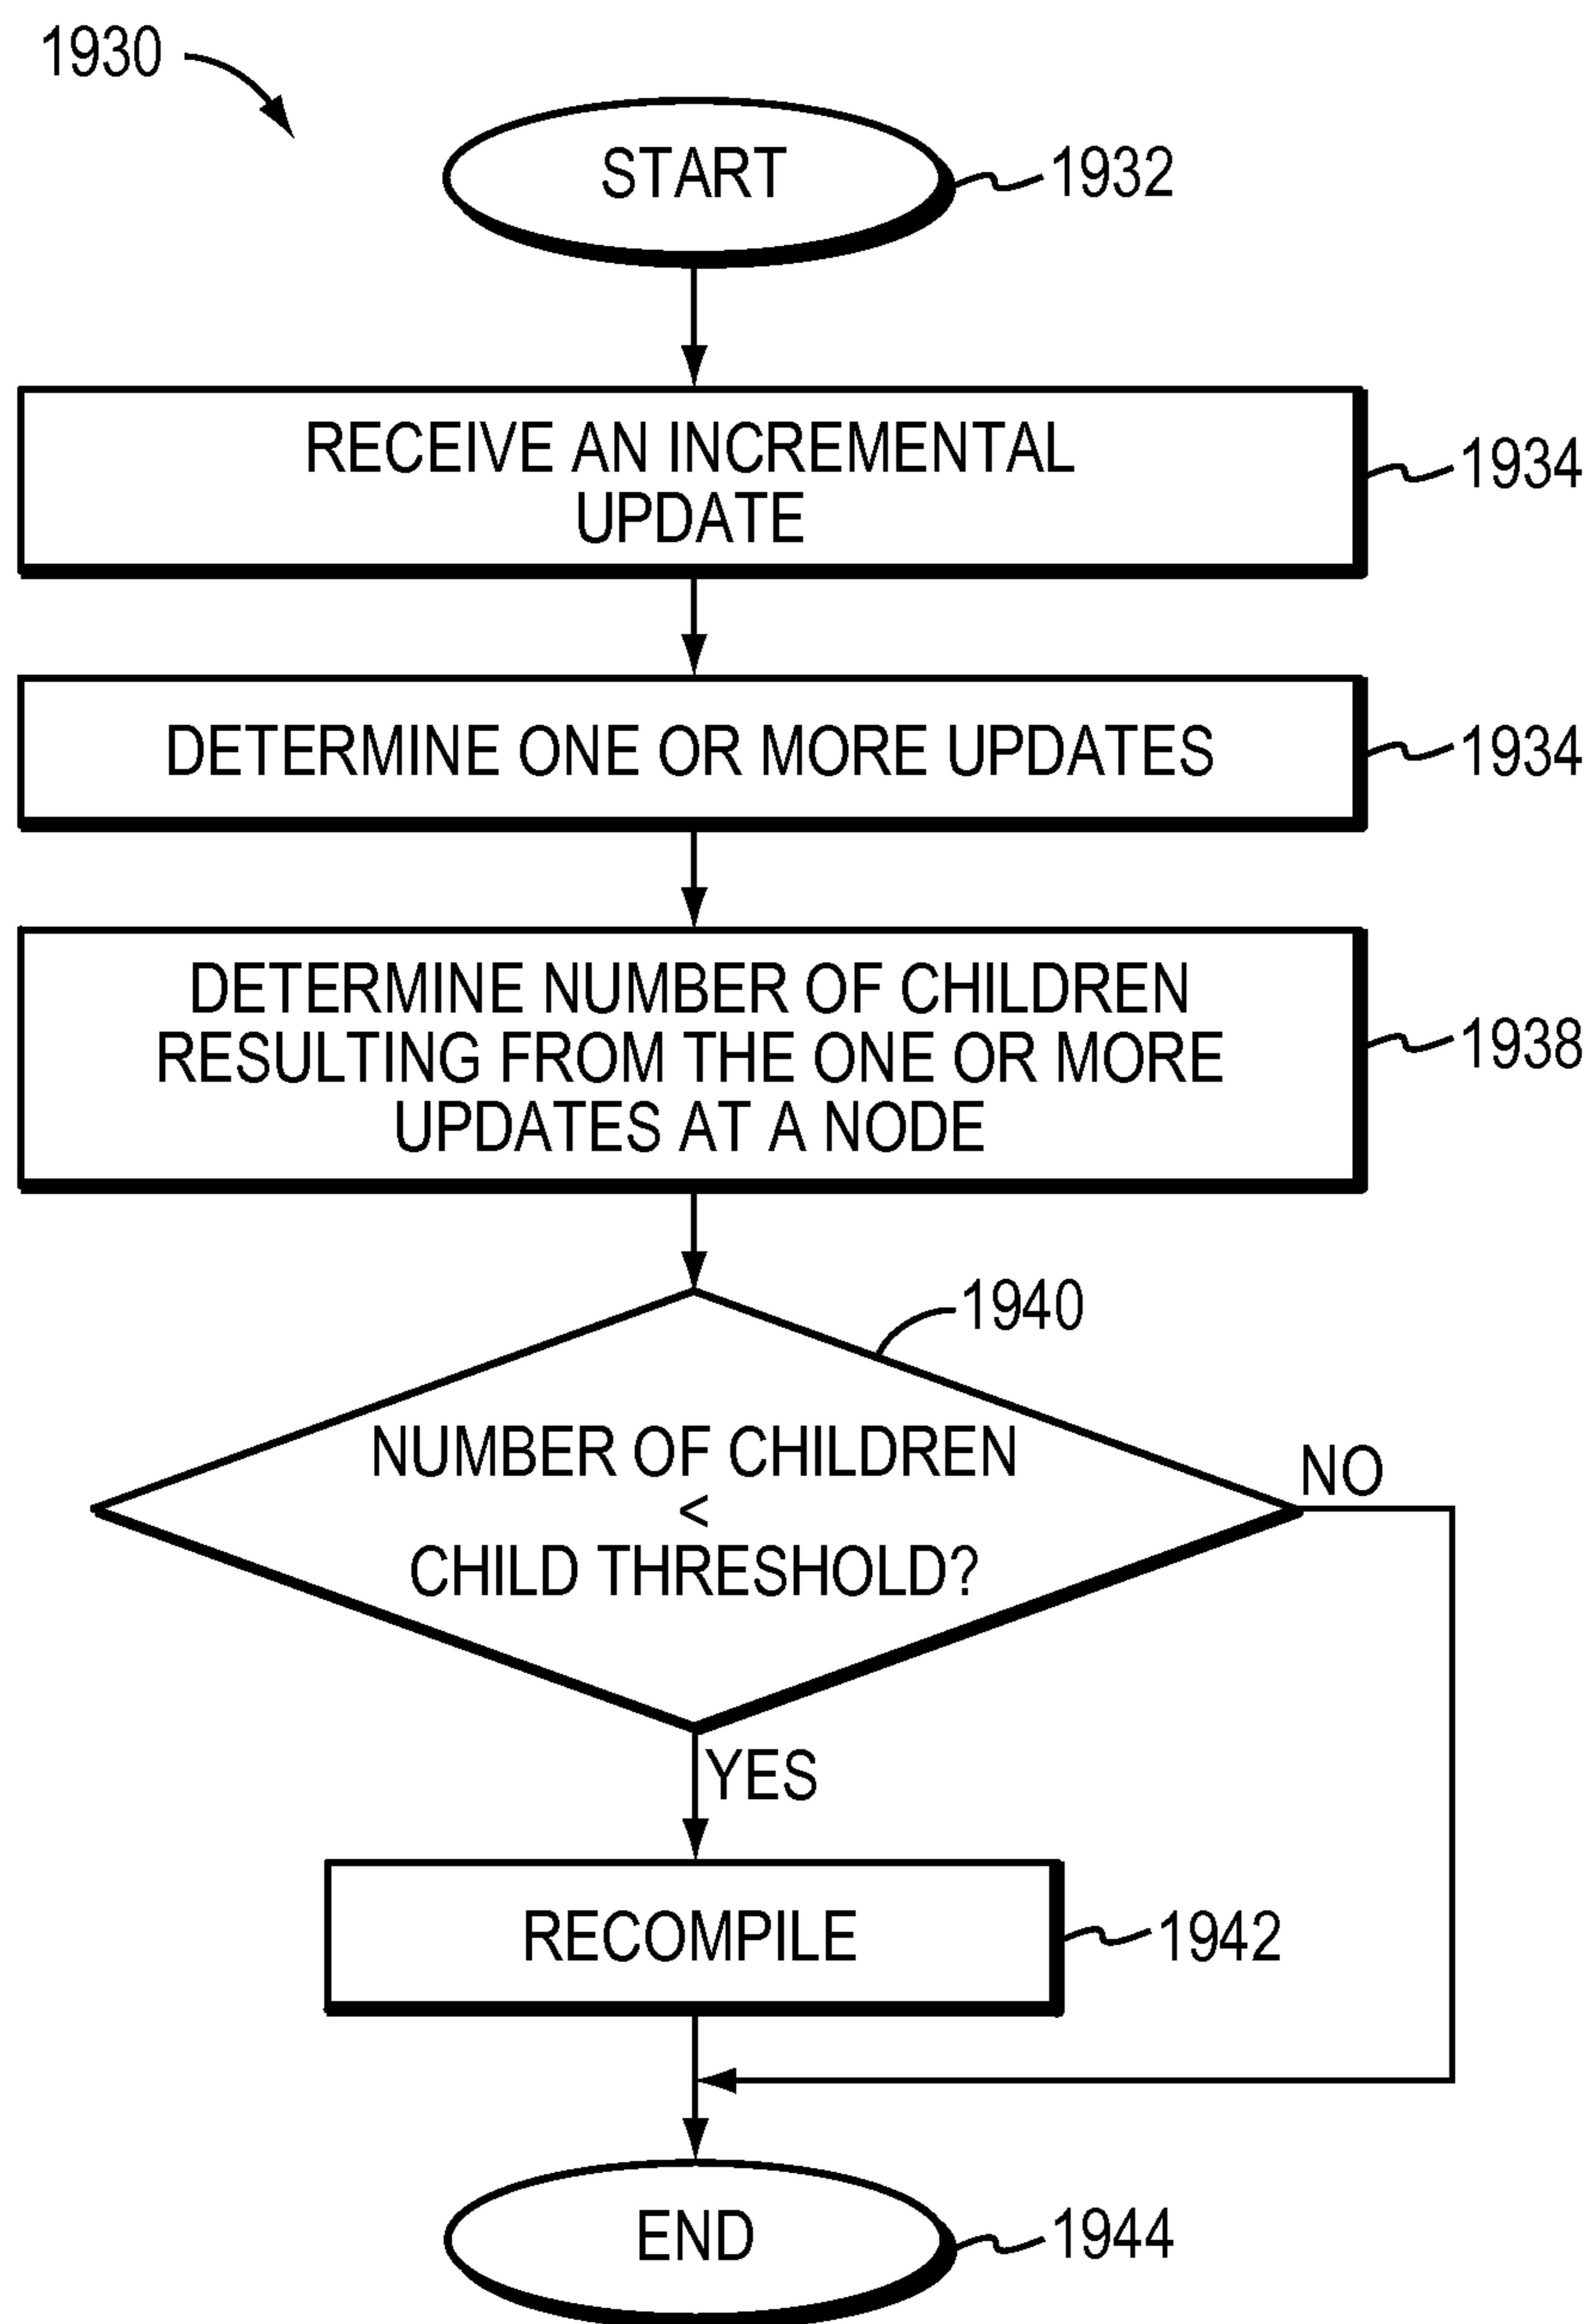 1930
START
1932
RECEIVE AN INCREMENTAL
UPDATE
1934
DETERMINE ONE OR MORE UPDATES
1934
DETERMINE NUMBER OF CHILDREN
RESULTING FROM THE ONE OR MORE
UPDATES AT A NODE
1938
1940
NUMBER OF CHILDREN
<
CHILD THRESHOLD?
NO
YES
RECOMPILE
1942
END
1944